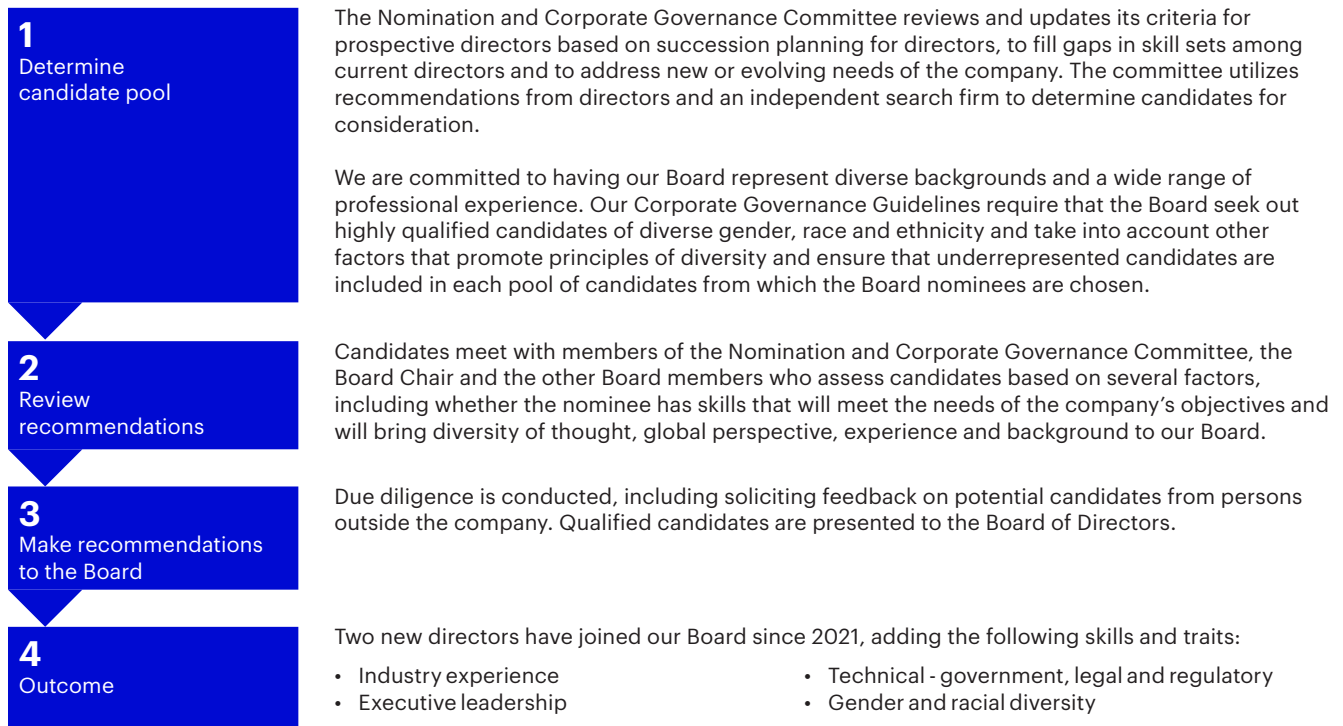 1
Determine
candidate pool
The Nomination and Corporate Governance Committee reviews and updates its criteria for
prospective directors based on succession planning for directors, to fill gaps in skill sets among
current directors and to address new or evolving needs of the company. The committee utilizes
recommendations from directors and an independent search firm to determine candidates for
consideration.
We are committed to having our Board represent diverse backgrounds and a wide range of
professional experience. Our Corporate Governance Guidelines require that the Board seek out
highly qualified candidates of diverse gender, race and ethnicity and take into account other
factors that promote principles of diversity and ensure that underrepresented candidates are
included in each pool of candidates from which the Board nominees are chosen.
2
Review
recommendations
Candidates meet with members of the Nomination and Corporate Governance Committee, the
Board Chair and the other Board members who assess candidates based on several factors,
including whether the nominee has skills that will meet the needs of the company’s objectives and
will bring diversity of thought, global perspective, experience and background to our Board.
3
Make recommendations
to the Board
Due diligence is conducted, including soliciting feedback on potential candidates from persons
outside the company. Qualified candidates are presented to the Board of Directors.
4
Outcome
Two new directors have joined our Board since 2021, adding the following skills and traits:
• Industry experience
• Executive leadership
• Technical - government, legal and regulatory
• Gender and racial diversity